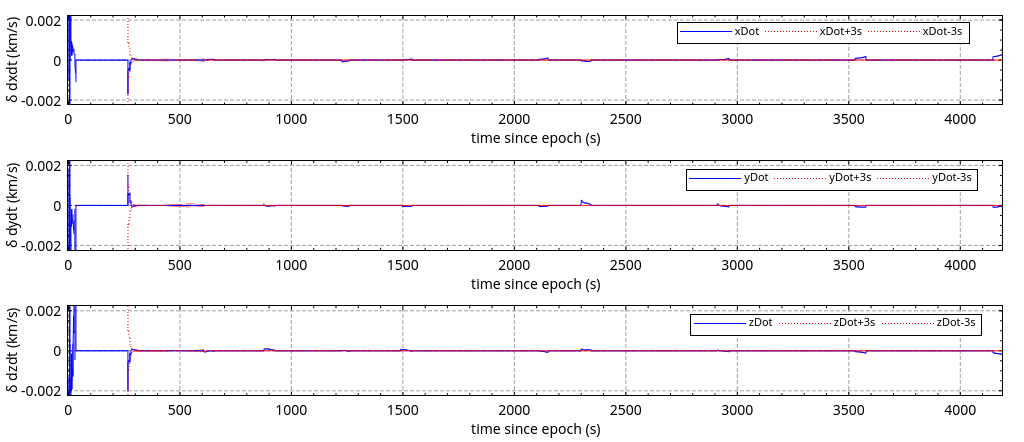 δ dxdt (km/s)
0.002
0
-0.002
xDot xDot+3s xDot-3s
0 500 1000 1500 2000 2500 3000 3500 4000
time since epoch (s)
δ dydt (km/s)
0.002
0
-0.002
yDot yDot+3s yDot-3s
0 500 1000 1500 2000 2500 3000 3500 4000
time since epoch (s)
δ dzdt (km/s)
0.002
0
-0.002
zDot zDot+3s zDot-3s
0 500 1000 1500 2000 2500 3000 3500 4000
time since epoch (s)